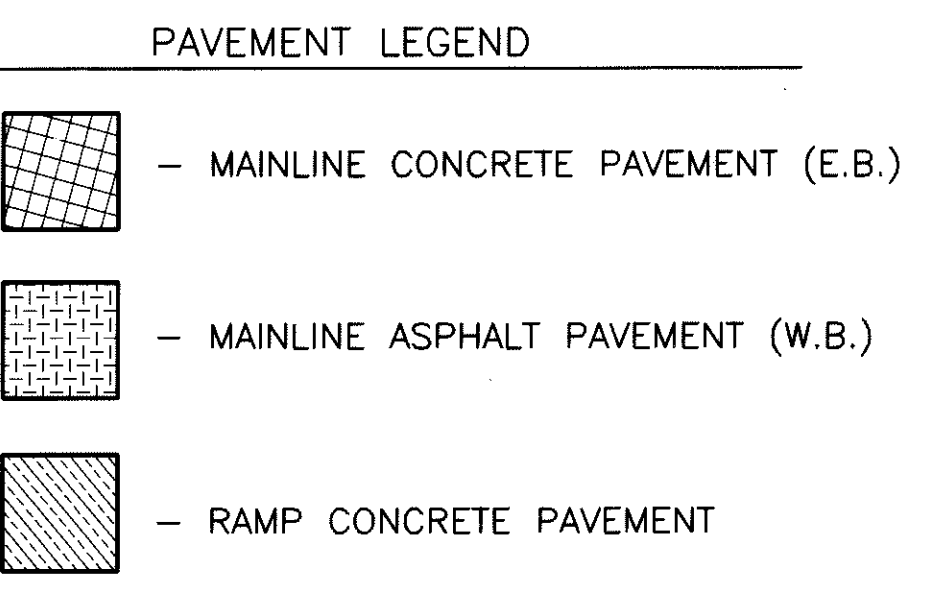 PAVEMENT LEGEND
– MAINLINE CONCRETE PAVEMENT (E.B.)
– MAINLINE ASPHALT PAVEMENT (W.B.)
– RAMP CONCRETE PAVEMENT